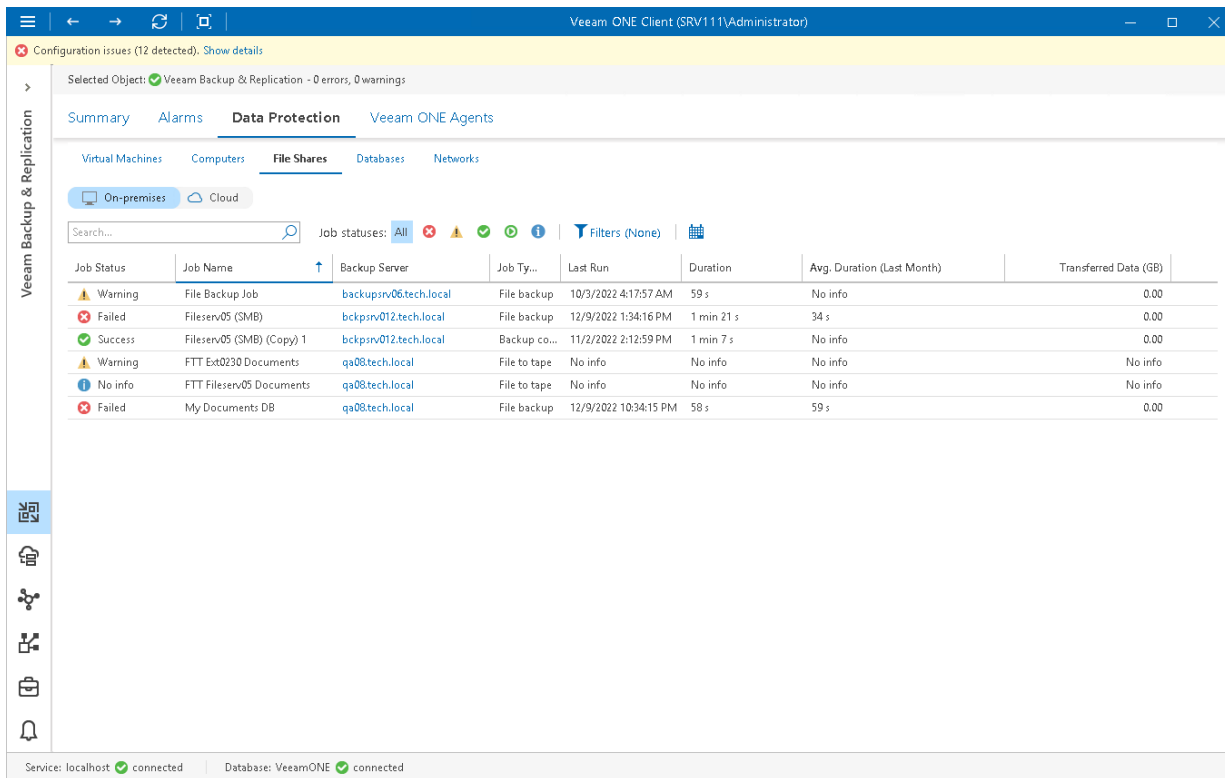 Veeam ONE Client (SRV111\Administrator)
Configuration issues (12 detected). Show details
Veeam Backup & Replication
Selected Object: Veeam Backup & Replication - 0 errors, 0 warnings
Summary Alarms Data Protection Veeam ONE Agents
Virtual Machines Computers File Shares Databases Networks
On-premises Cloud
Search... Job statuses: All Filters (None)
Job Status Job Name Backup Server Job Ty... Last Run Duration Avg. Duration (Last Month) Transferred Data (GB)
Warning File Backup Job backupsrv06.tech.local File backup 10/3/2022 4:17:57 AM 59 s No info 0.00
Failed Fileserv05 (SMB) bckpsrv012.tech.local File backup 12/9/2022 1:34:16 PM 1 min 21 s 34 s 0.00
Success Fileserv05 (SMB) (Copy) 1 bckpsrv012.tech.local Backup co... 11/2/2022 2:12:59 PM 1 min 7 s No info 0.00
Warning FTT Ext0230 Documents qa08.tech.local File to tape No info No info No info No info
No info FTT Fileserv05 Documents qa08.tech.local File to tape No info No info No info No info
Failed My Documents DB qa08.tech.local File backup 12/9/2022 10:34:15 PM 58 s 59 s 0.00
Service: localhost connected Database: VeeamONE connected